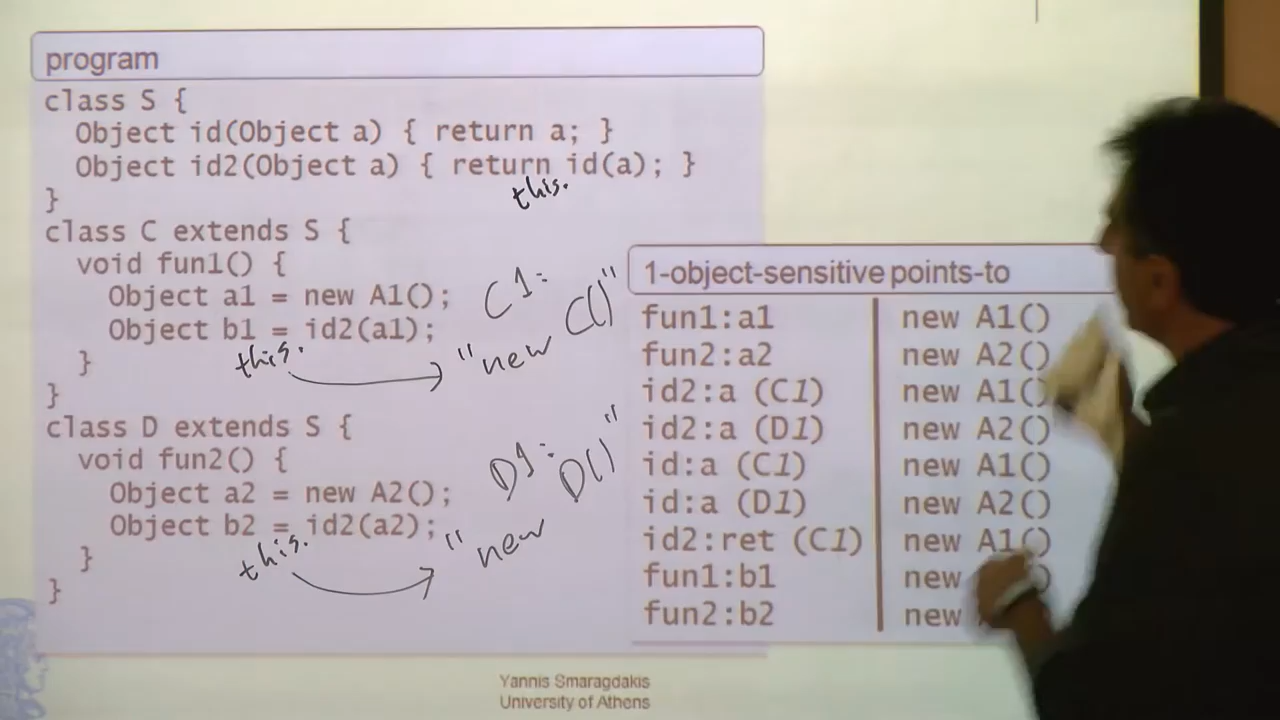 program
class S {
Object id(Object a) { return a; }
Object id2(Object a) { return id(a); }
this.
}
class C extends S {
void fun1() {
Object a1 = new A1();
C1:
Object b1 = id2(a1);
this.
"new C()"
}
}
class D extends S {
void fun2() {
Object a2 = new A2();
D1:
Object b2 = id2(a2);
this.
"new D()"
}
}
1-object-sensitive points-to
fun1:a1 new A1()
fun2:a2 new A2()
id2:a (C1) new A1()
id2:a (D1) new A2()
id:a (C1) new A1()
id:a (D1) new A2()
id2:ret (C1) new A1()
fun1:b1 new
fun2:b2 new
Yannis Smaragdakis
University of Athens